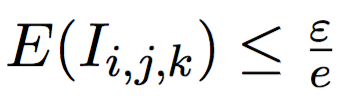 E(I_{i,j,k}) ≤ ε/e